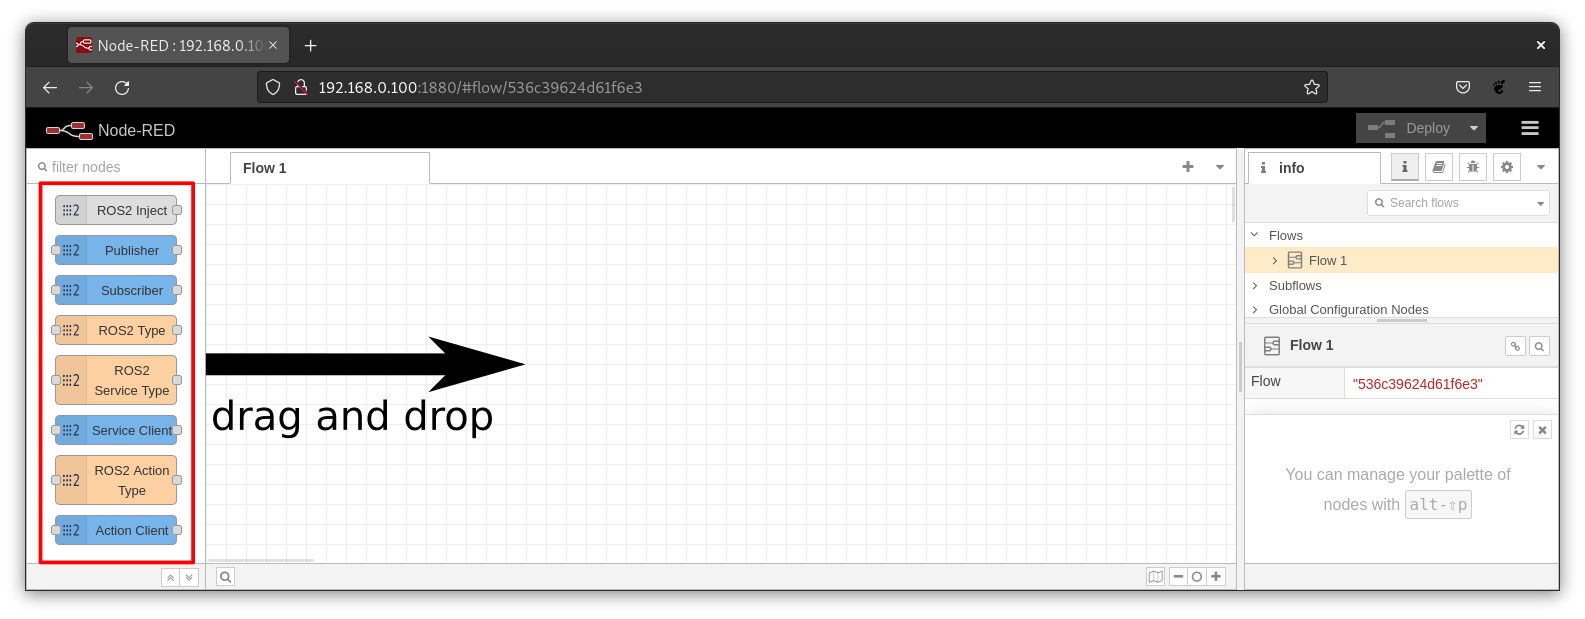 Node-RED : 192.168.0.10
192.168.0.100:1880/#flow/536c39624d61f6e3
Node-RED
Deploy
filter nodes
Flow 1
info
Search flows
ROS2 Inject
Publisher
Subscriber
ROS2 Type
ROS2
Service Type
Service Client
ROS2 Action
Type
Action Client
drag and drop
Flows
Flow 1
Subflows
Global Configuration Nodes
Flow 1
Flow "536c39624d61f6e3"
You can manage your palette of
nodes with alt-⇧p